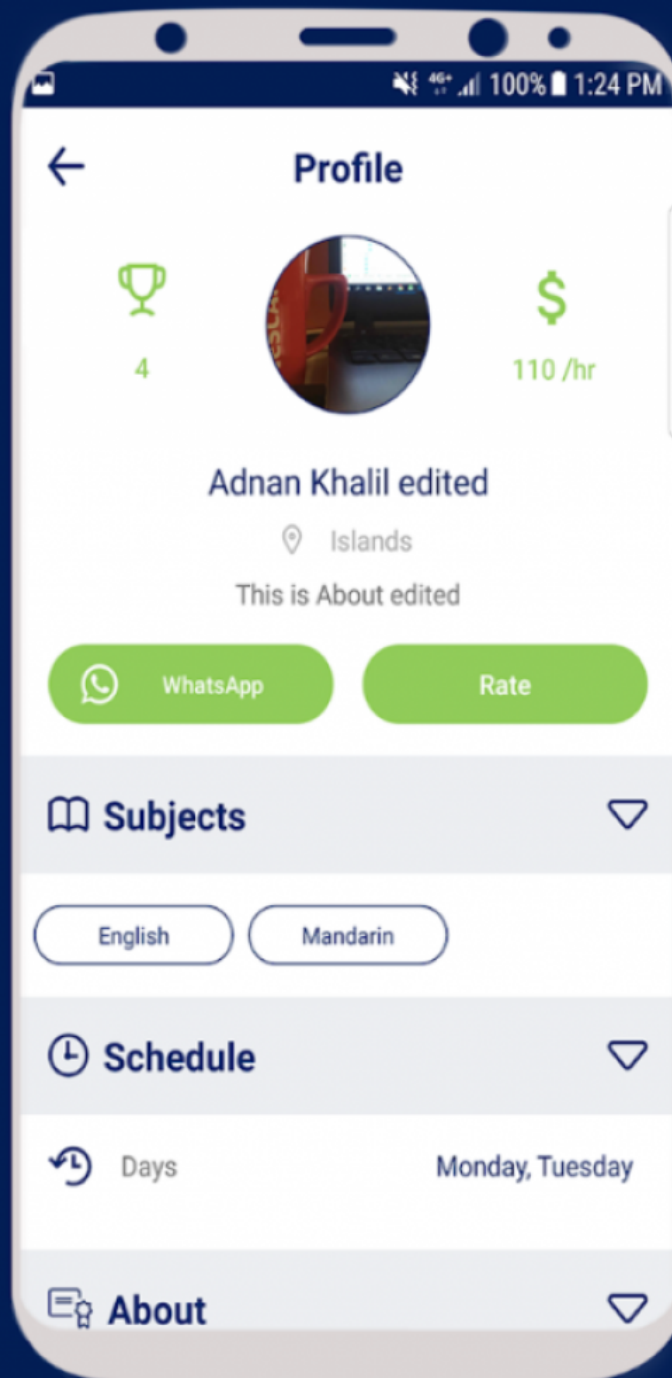 4G+ 100% 1:24 PM
Profile
4
$
110 /hr
Adnan Khalil edited
Islands
This is About edited
WhatsApp
Rate
Subjects
English
Mandarin
Schedule
Days
Monday, Tuesday
About